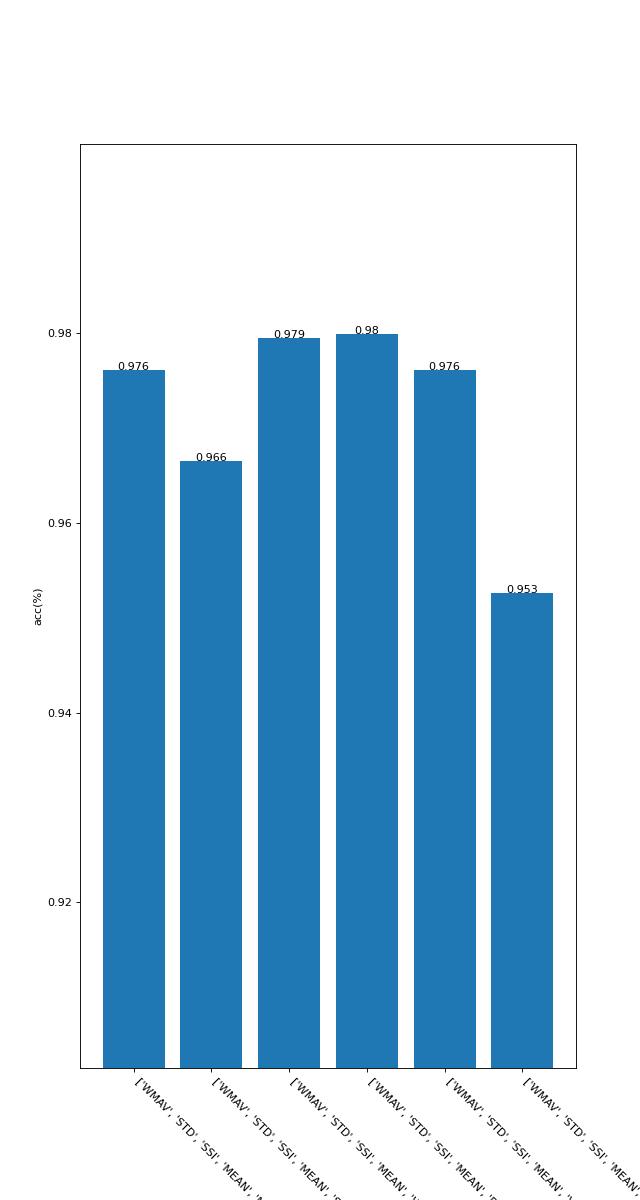 0.98
0.96
0.94
0.92
acc(%)
0.976
0.966
0.979
0.98
0.976
0.953
['WMAV', 'STD', 'SSI', 'MEAN',
['WMAV', 'STD', 'SSI', 'MEAN',
['WMAV', 'STD', 'SSI', 'MEAN',
['WMAV', 'STD', 'SSI', 'MEAN',
['WMAV', 'STD', 'SSI', 'MEAN',
['WMAV', 'STD', 'SSI', 'MEAN'